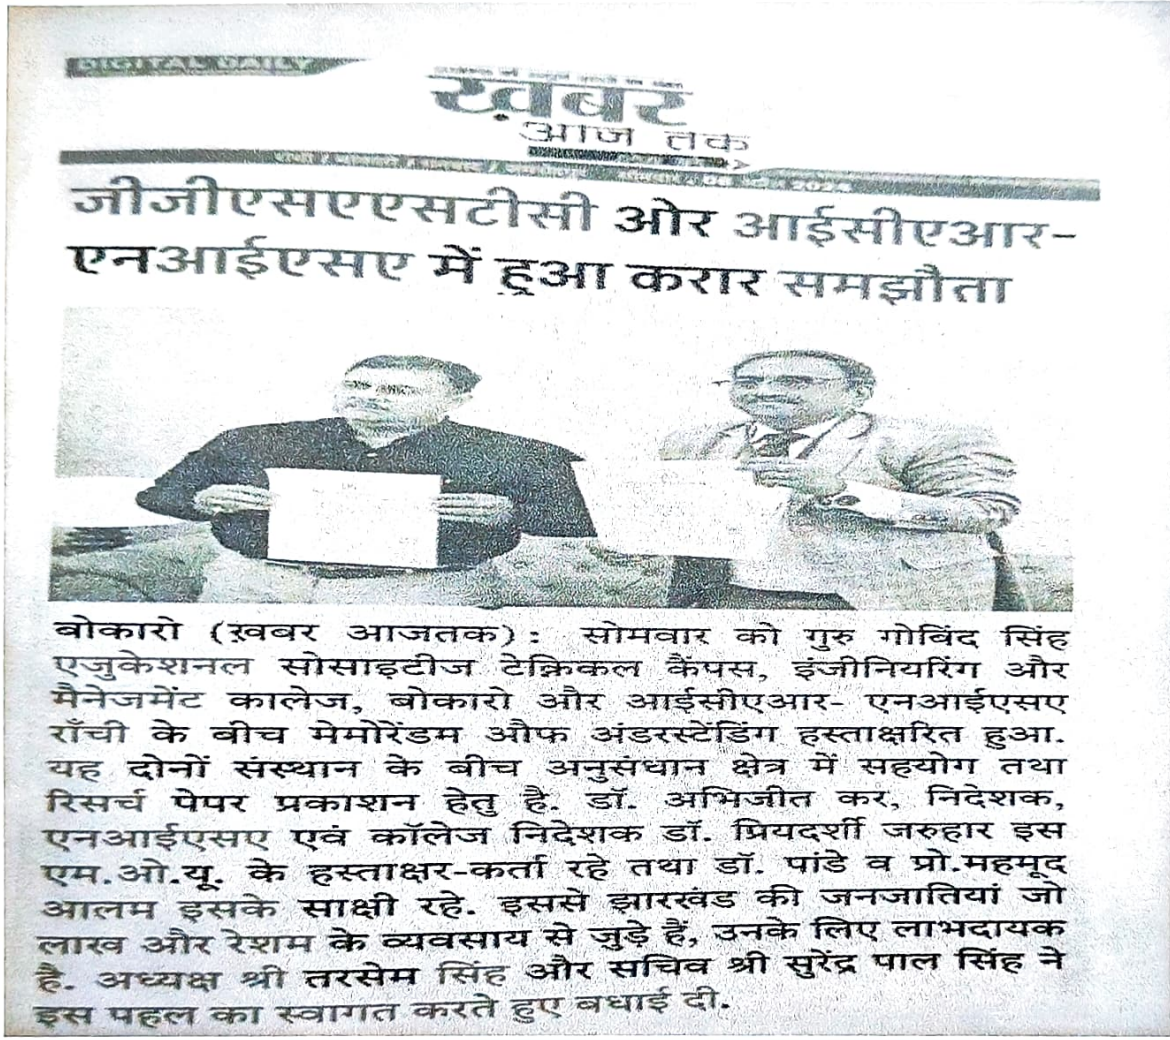 DIGITAL DAILY
ख़बर
आज तक
2024
जीजीएसएएसटीसी ओर आईसीएआर-
एनआईएसए में हुआ करार समझौता
बोकारो (ख़बर आजतक) : सोमवार को गुरु गोबिंद सिंह
एजुकेशनल सोसाइटीज टेक्निकल कैंपस, इंजीनियरिंग और
मैनेजमेंट कालेज, बोकारो और आईसीएआर- एनआईएसए
राँची के बीच मेमोरेंडम औफ अंडरस्टेंडिंग हस्ताक्षरित हुआ.
यह दोनों संस्थान के बीच अनुसंधान क्षेत्र में सहयोग तथा
रिसर्च पेपर प्रकाशन हेतु है. डॉ. अभिजीत कर, निदेशक,
एनआईएसए एवं कॉलेज निदेशक डॉ. प्रियदर्शी जरुहार इस
एम.ओ.यू. के हस्ताक्षर-कर्ता रहे तथा डॉ. पांडे व प्रो.महमूद
आलम इसके साक्षी रहे. इससे झारखंड की जनजातियां जो
लाख और रेशम के व्यवसाय से जुड़े हैं, उनके लिए लाभदायक
है. अध्यक्ष श्री तरसेम सिंह और सचिव श्री सुरेंद्र पाल सिंह ने
इस पहल का स्वागत करते हुए बधाई दी.